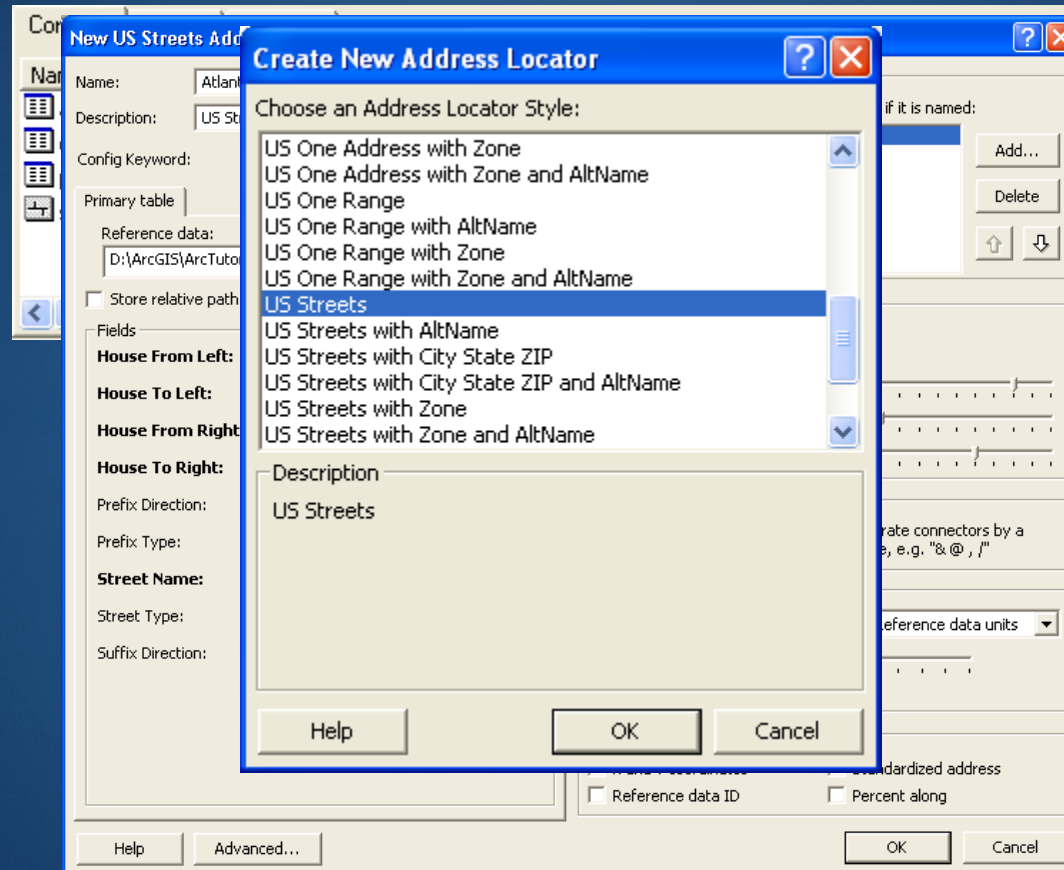 New US Streets Add
Name:
Atlant
Description:
US St
Config Keyword:
Primary table
Reference data:
D:\ArcGIS\ArcTutor
Store relative path
Fields
House From Left:
House To Left:
House From Right
House To Right:
Prefix Direction:
Prefix Type:
Street Name:
Street Type:
Suffix Direction:
Help
Advanced...
Create New Address Locator
Choose an Address Locator Style:
US One Address with Zone
US One Address with Zone and AltName
US One Range
US One Range with AltName
US One Range with Zone
US One Range with Zone and AltName
US Streets
US Streets with AltName
US Streets with City State ZIP
US Streets with City State ZIP and AltName
US Streets with Zone
US Streets with Zone and AltName
Description
US Streets
Help
OK
Cancel
if it is named:
Add...
Delete
rate connectors by a
e, e.g. "& @ , /"
eference data units
dardized address
Reference data ID
Percent along
OK
Cancel